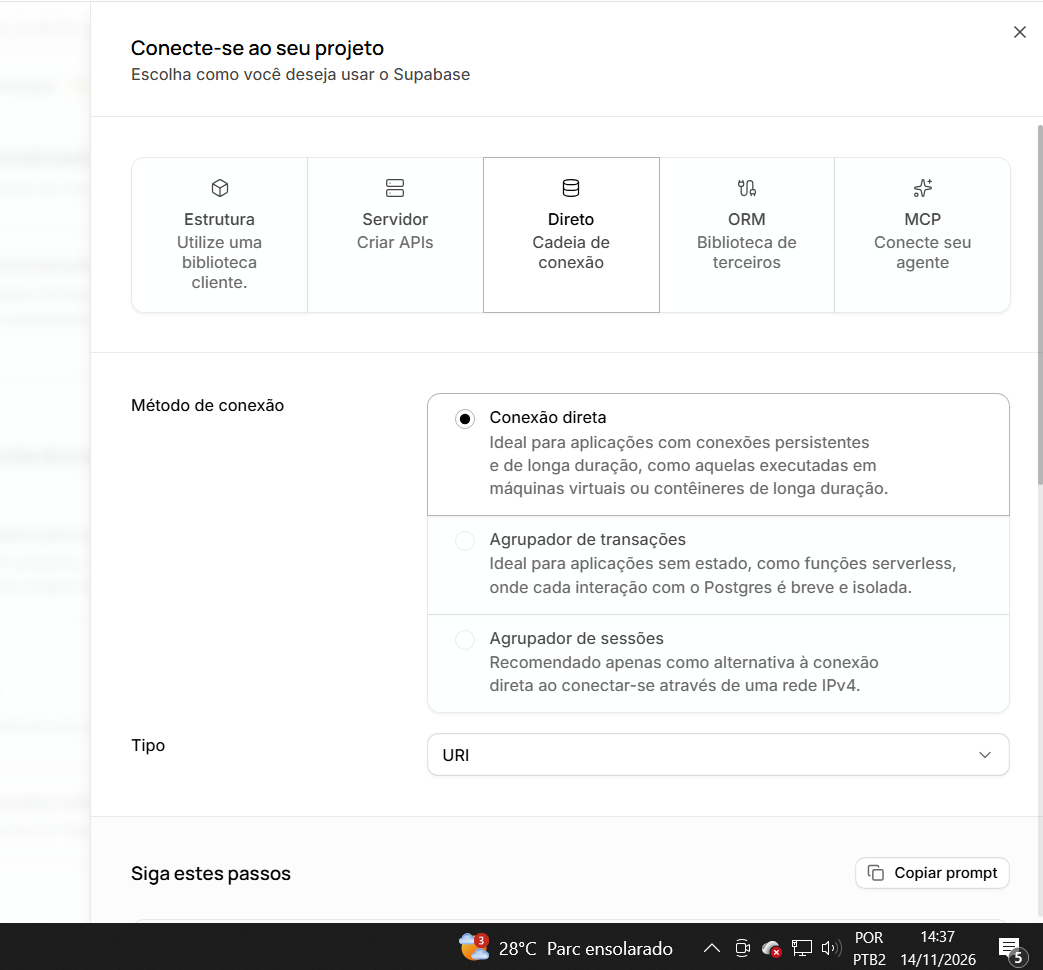 Conecte-se ao seu projeto
Escolha como você deseja usar o Supabase
Estrutura
Utilize uma
biblioteca
cliente.
Servidor
Criar APIs
Direto
Cadeia de
conexão
ORM
Biblioteca de
terceiros
MCP
Conecte seu
agente
Método de conexão
Conexão direta
Ideal para aplicações com conexões persistentes
e de longa duração, como aquelas executadas em
máquinas virtuais ou contêineres de longa duração.
Agrupador de transações
Ideal para aplicações sem estado, como funções serverless,
onde cada interação com o Postgres é breve e isolada.
Agrupador de sessões
Recomendado apenas como alternativa à conexão
direta ao conectar-se através de uma rede IPv4.
Tipo
URI
Siga estes passos
Copiar prompt
3
28°C Parc ensolarado
POR
PTB2
14:37
14/11/2026
5